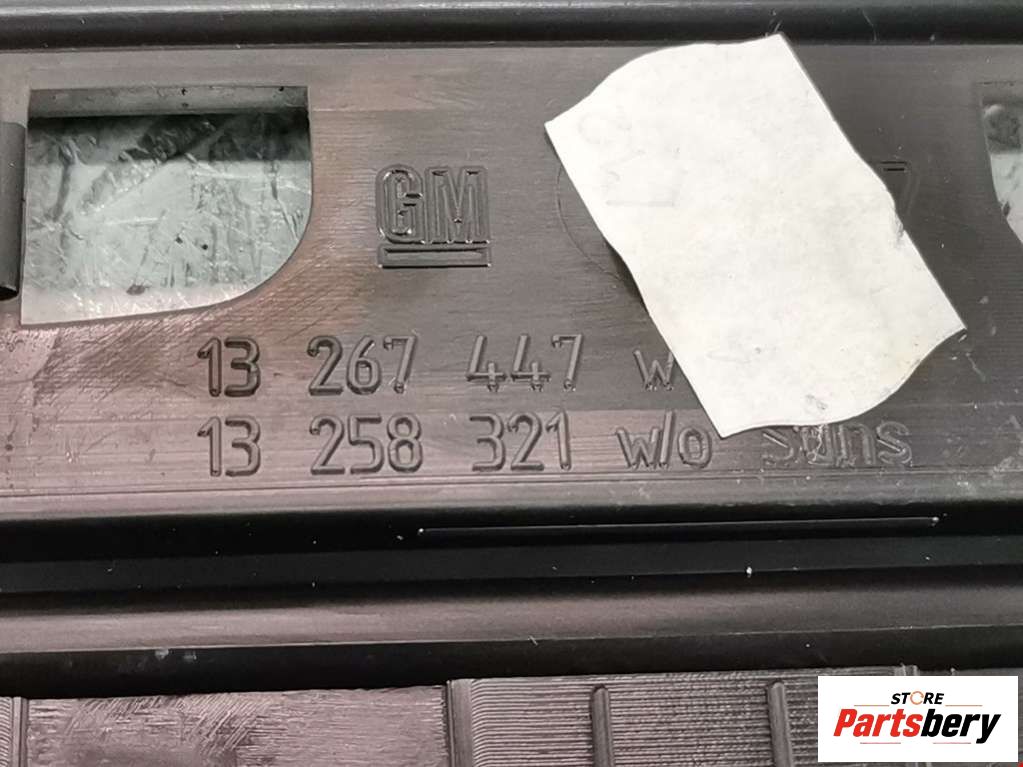 GM
13 267 447 w
13 258 321 w/o
STORE
Partsbery